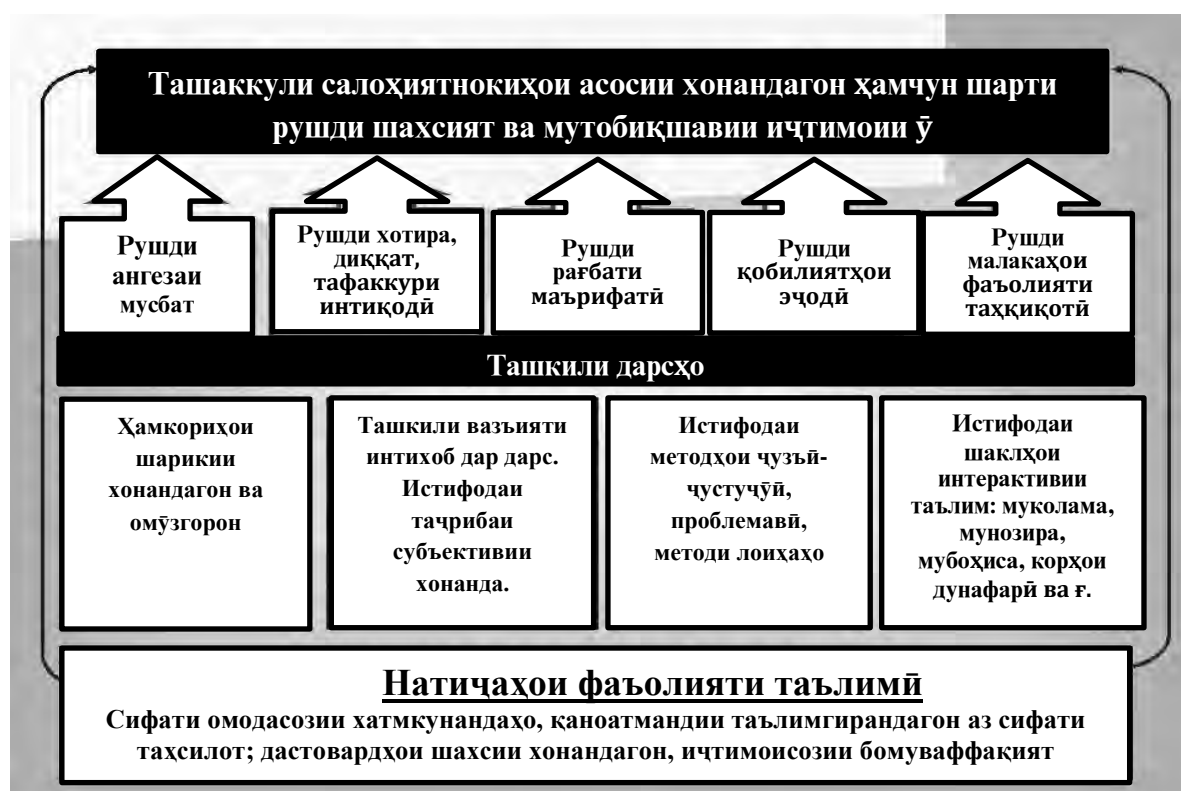 Ташаккули салоҳиятнокиҳои асосии хонандагон ҳамчун шарти
рушди шахсият ва мутобиқшавии иҷтимоии ӯ
Рушди
ангезаи
мусбат
Рушди хотира,
диққат,
тафаккури
интиқодӣ
Рушди
рағбати
маърифатӣ
Рушди
қобилиятҳои
эҷодӣ
Рушди
малакаҳои
фаъолияти
таҳқиқотӣ
Ташкили дарсҳо
Ҳамкориҳои
шарикии
хонандагон ва
омӯзгорон
Ташкили вазъияти
интихоб дар дарс.
Истифодаи
таҷрибаи
субъективии
хонанда.
Истифодаи
методҳои ҷузъӣ-
ҷустуҷӯӣ,
проблемавӣ,
методи лоиҳаҳо
Истифодаи
шаклҳои
интерактивии
таълим: муколама,
мунозира,
мубоҳиса, корҳои
дунафарӣ ва ғ.
Натиҷаҳои фаъолияти таълимӣ
Сифати омодасозии хатмкунандаҳо, қаноатмандии таълимгирандагон аз сифати
таҳсилот; дастовардҳои шахсии хонандагон, иҷтимоисозии бомуваффақият